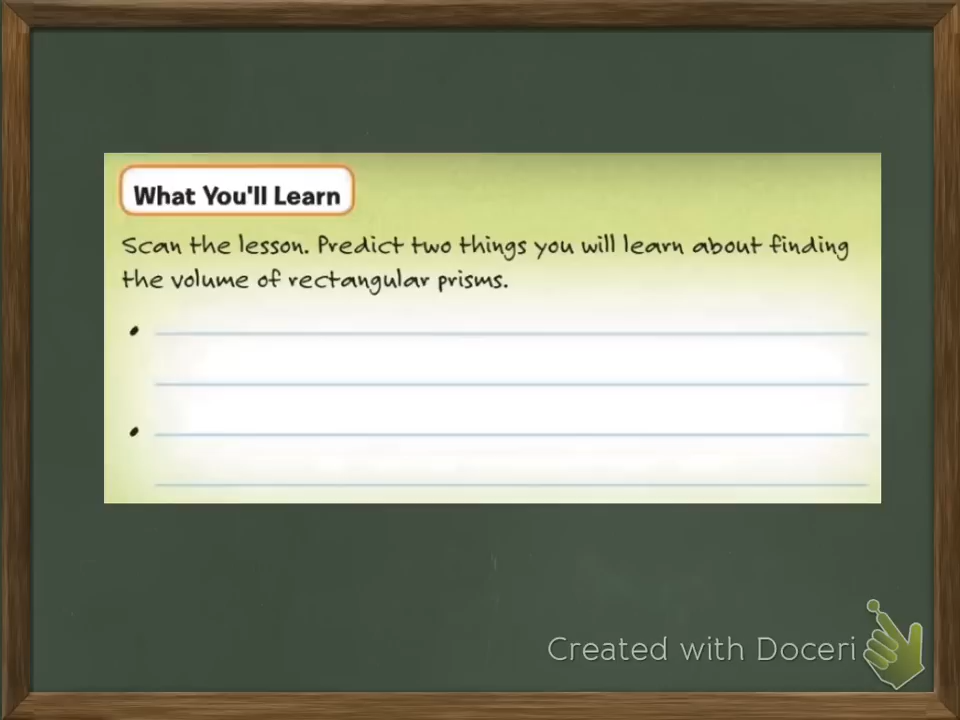 What You'll Learn
Scan the lesson. Predict two things you will learn about finding
the volume of rectangular prisms.
•
•
Created with Doceri